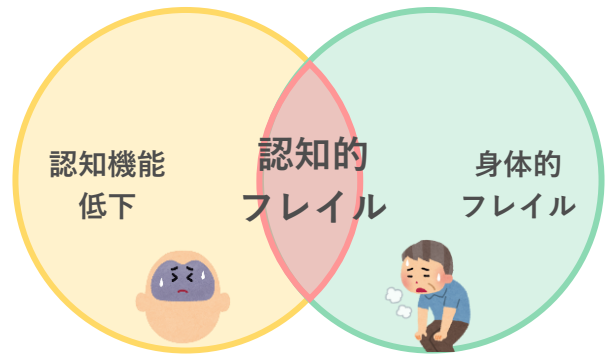 認知機能
低下
認知的
フレイル
身体的
フレイル